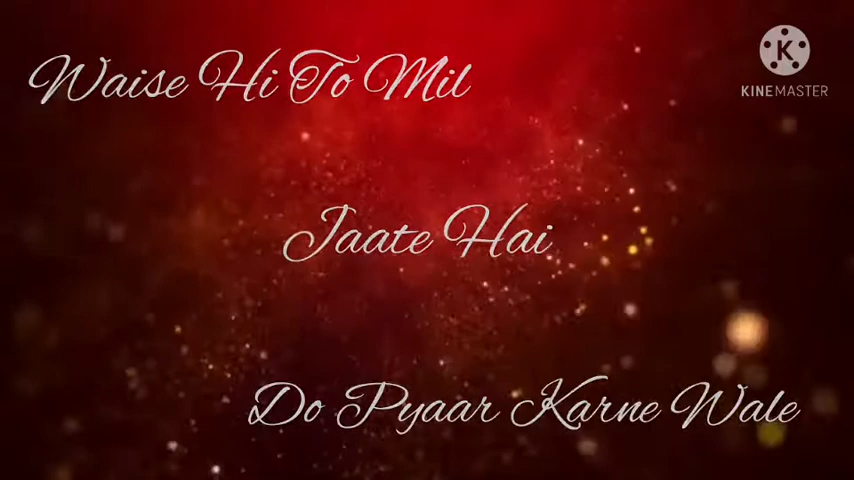 Waise Hi To Mil
KINEMASTER
Jaate Hai
Do Pyaar Karne Wale